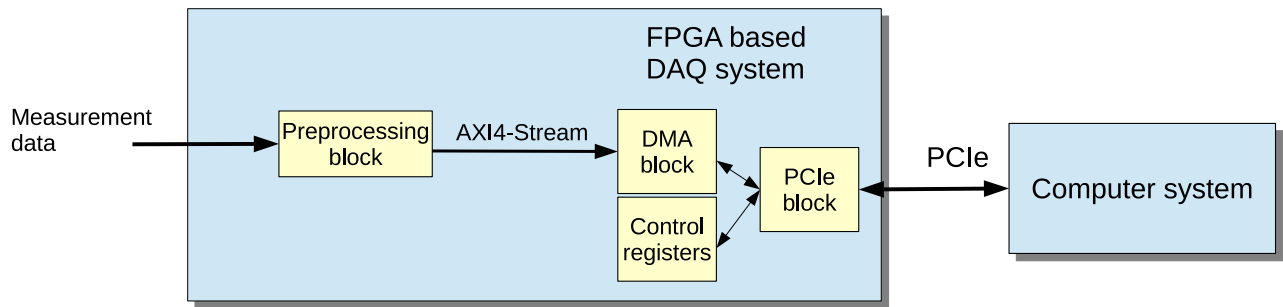 FPGA based
DAQ system
Measurement
data
Preprocessing
block
AXI4-Stream
DMA
block
PCIe
block
Control
registers
PCIe
Computer system